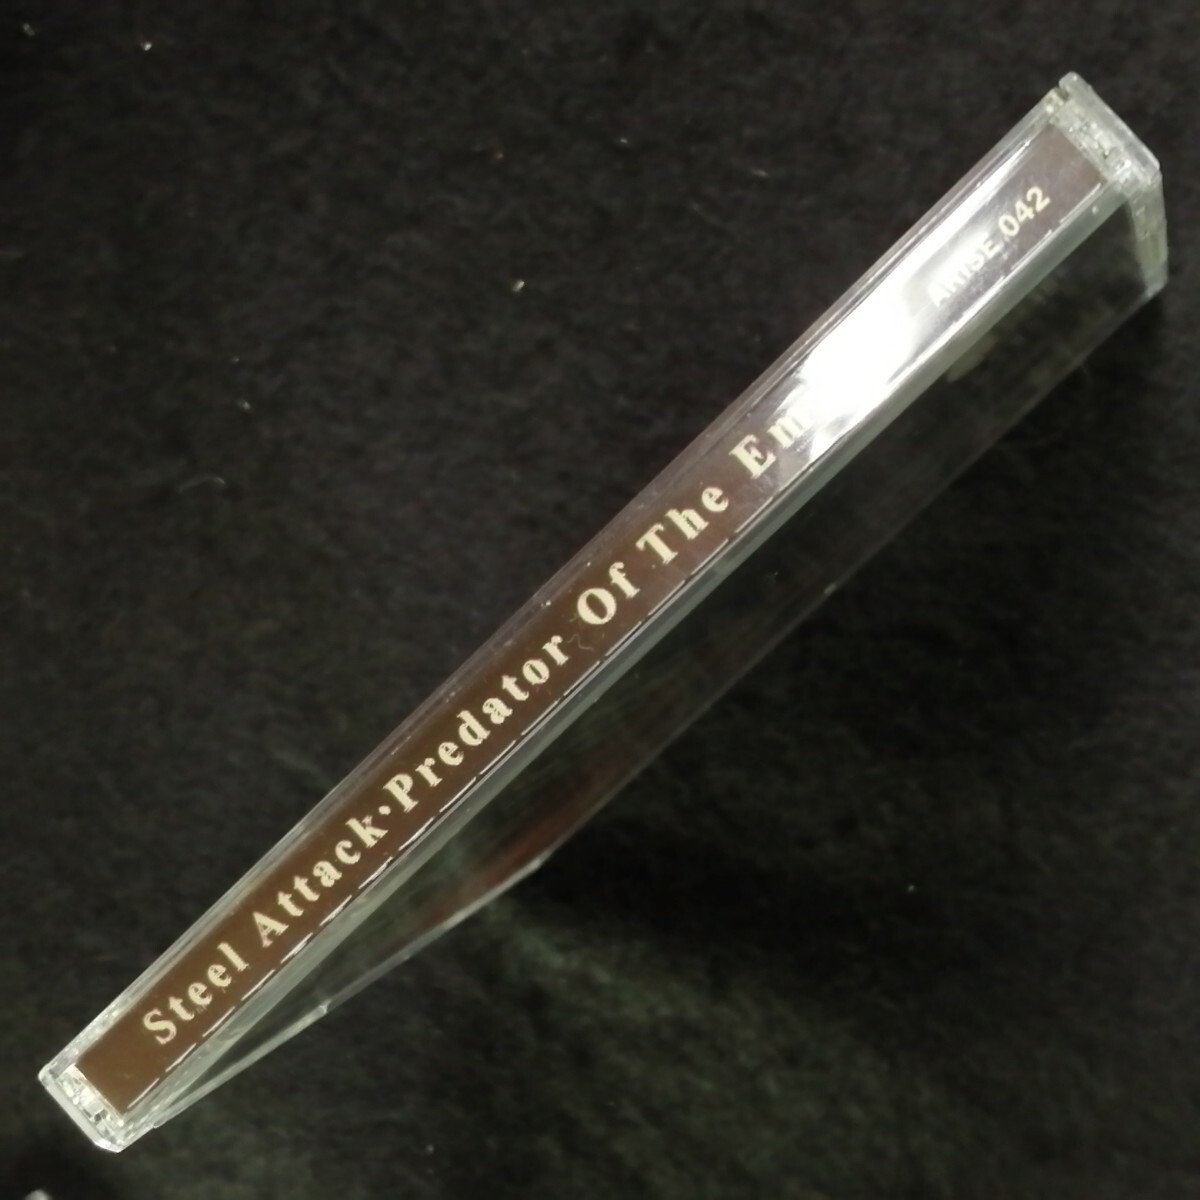 Steel Attack·Predator Of The Em
ARISE 042